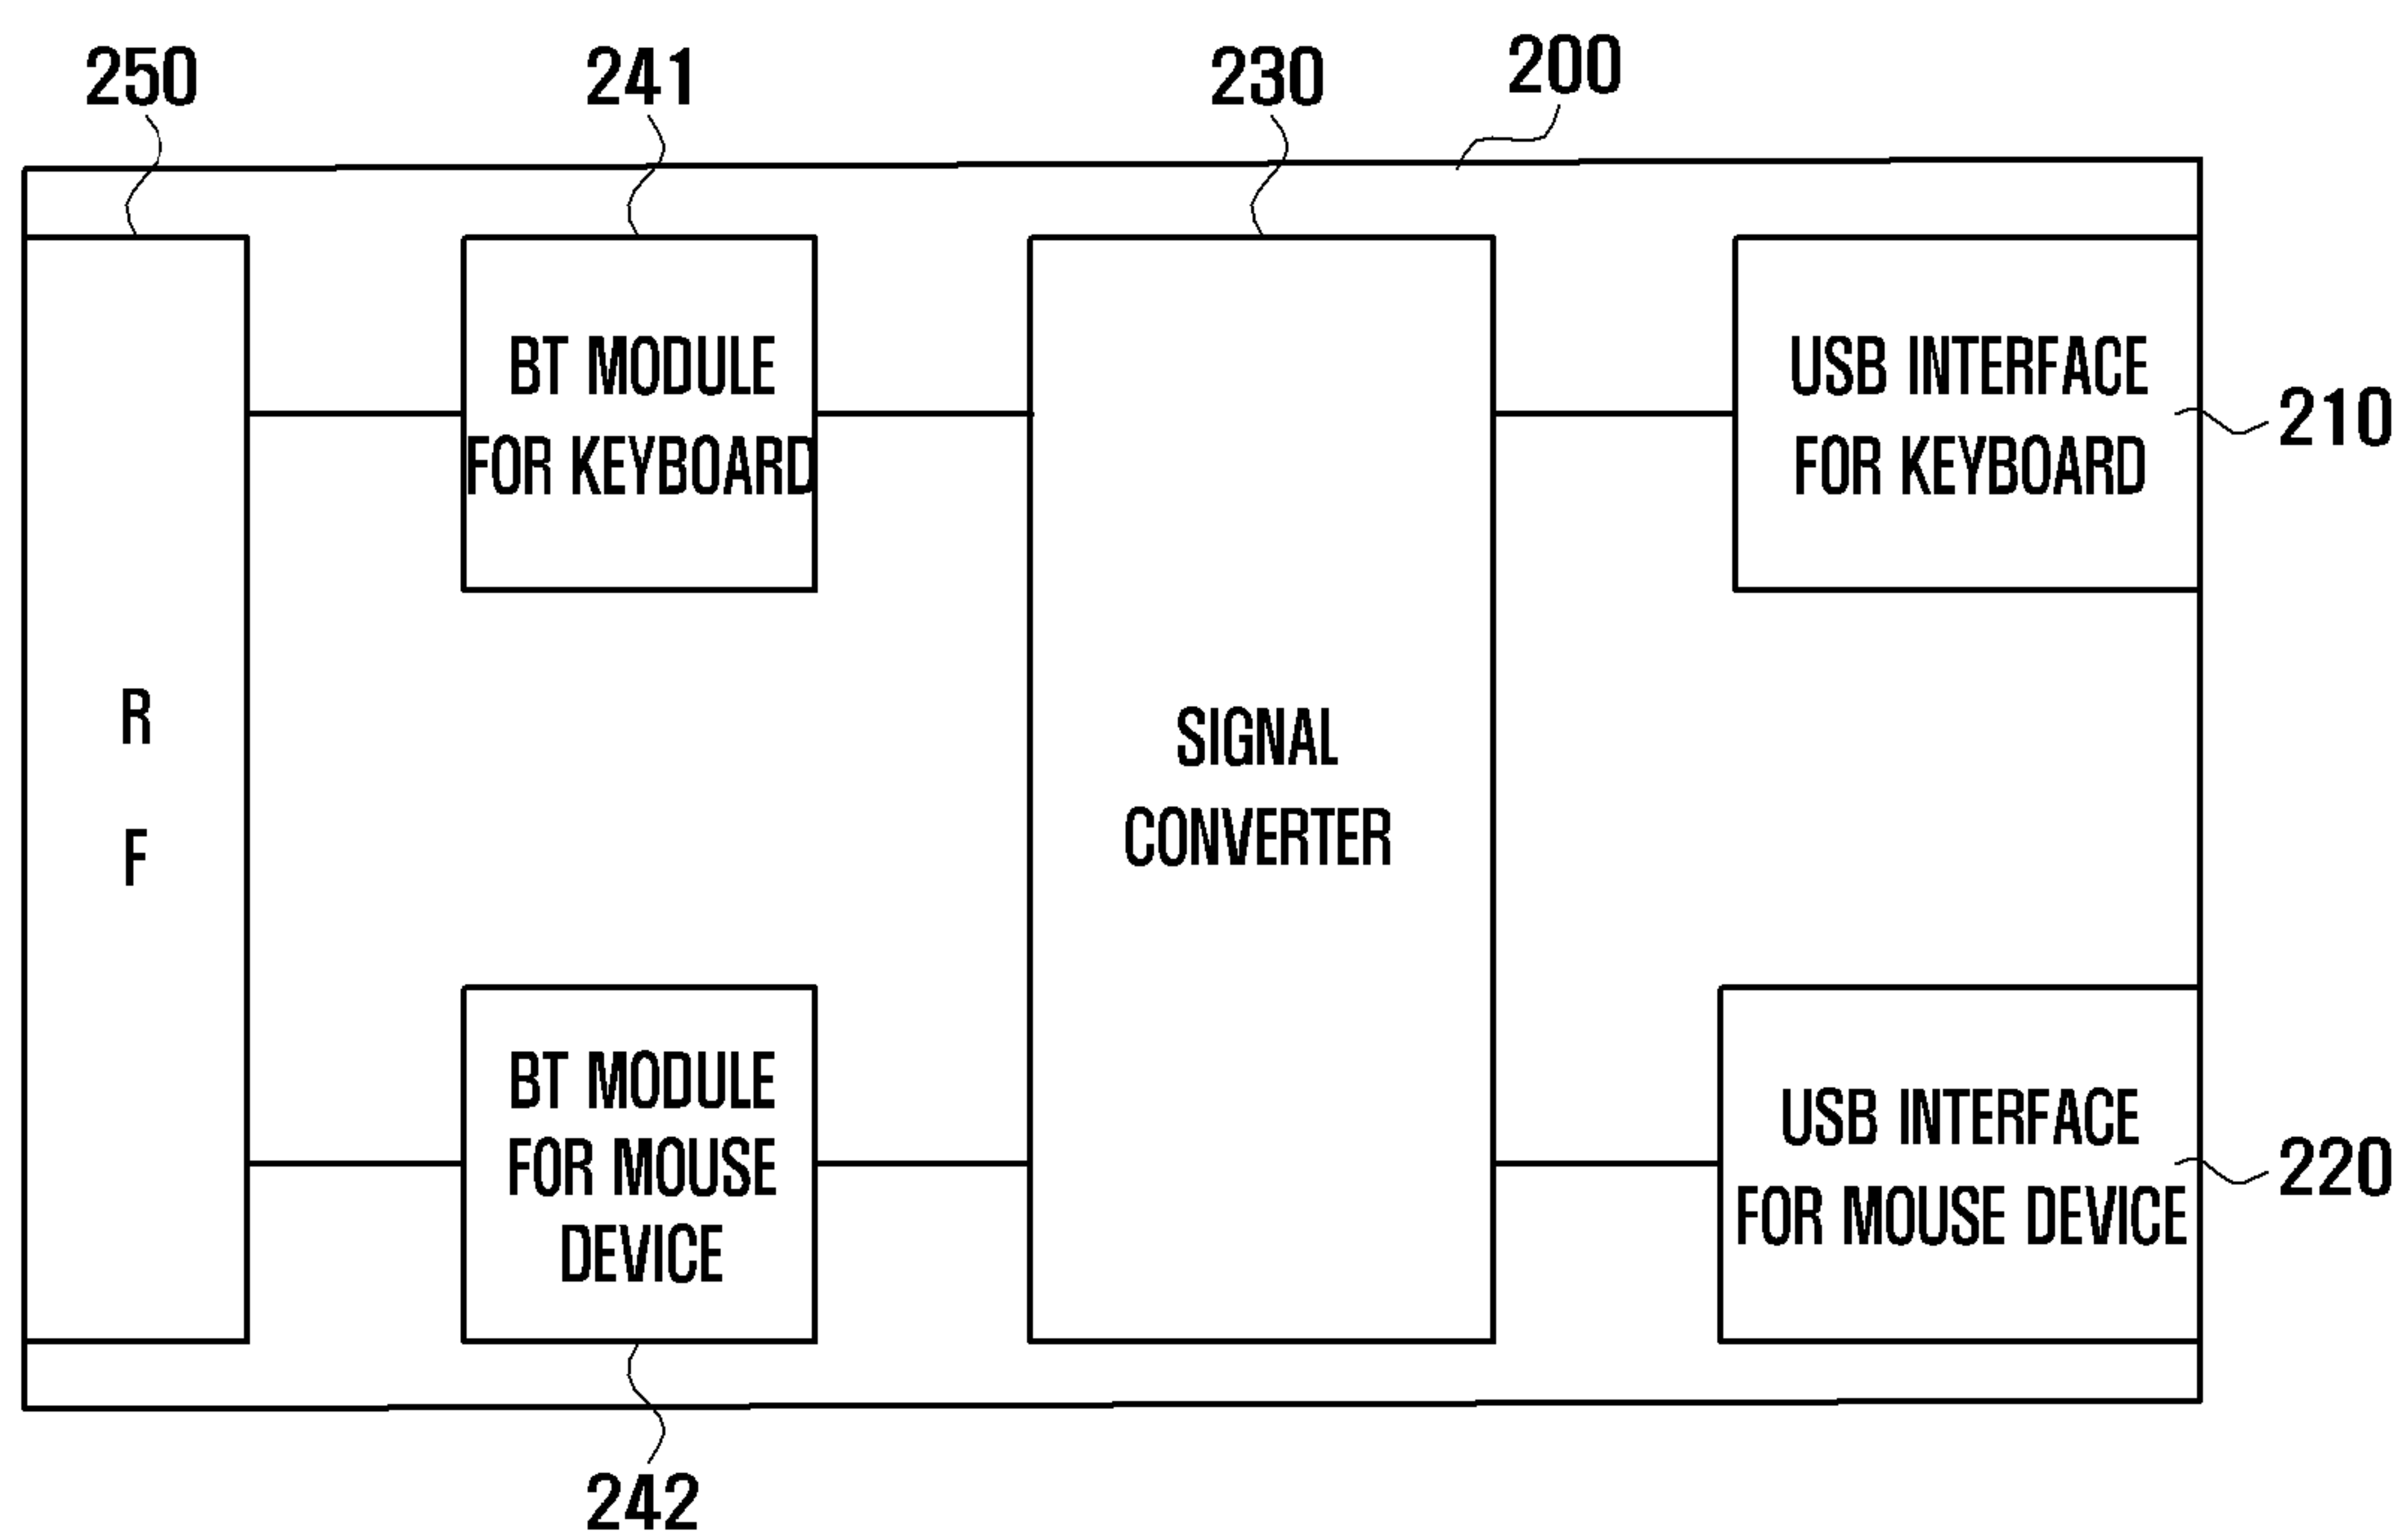 250
241
230
200
BT MODULE
FOR KEYBOARD
USB INTERFACE
FOR KEYBOARD
210
R
F
SIGNAL
CONVERTER
BT MODULE
FOR MOUSE
DEVICE
USB INTERFACE
FOR MOUSE DEVICE
220
242